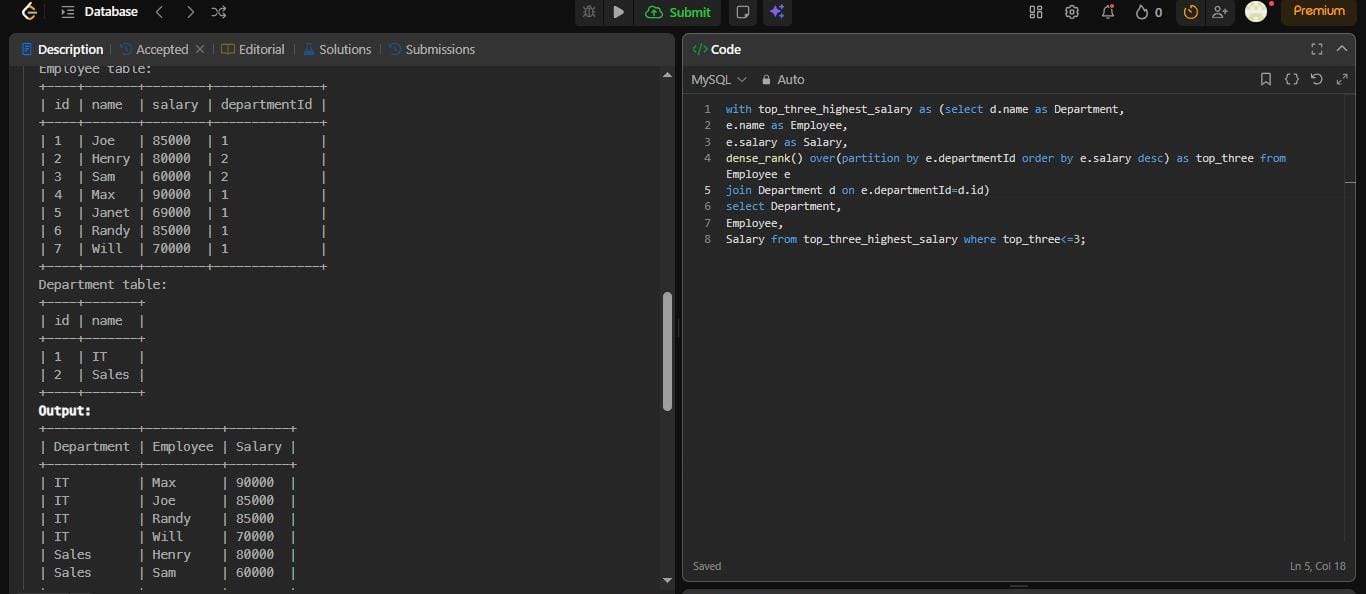 Database
Submit
0
Premium
Description
Accepted
Editorial
Solutions
Submissions
Employee table:
+----+-------+--------+--------------+
| id | name  | salary | departmentId |
+----+-------+--------+--------------+
| 1  | Joe   | 85000  | 1            |
| 2  | Henry | 80000  | 2            |
| 3  | Sam   | 60000  | 2            |
| 4  | Max   | 90000  | 1            |
| 5  | Janet | 69000  | 1            |
| 6  | Randy | 85000  | 1            |
| 7  | Will  | 70000  | 1            |
+----+-------+--------+--------------+
Department table:
+----+-------+
| id | name  |
+----+-------+
| 1  | IT    |
| 2  | Sales |
+----+-------+
Output:
+------------+----------+--------+
| Department | Employee | Salary |
+------------+----------+--------+
| IT         | Max      | 90000  |
| IT         | Joe      | 85000  |
| IT         | Randy    | 85000  |
| IT         | Will     | 70000  |
| Sales      | Henry    | 80000  |
| Sales      | Sam      | 60000  |
</> Code
MySQL
Auto
1 with top_three_highest_salary as (select d.name as Department,
2 e.name as Employee,
3 e.salary as Salary,
4 dense_rank() over(partition by e.departmentId order by e.salary desc) as top_three from
Employee e
5 join Department d on e.departmentId=d.id)
6 select Department,
7 Employee,
8 Salary from top_three_highest_salary where top_three<=3;
Saved
Ln 5, Col 18